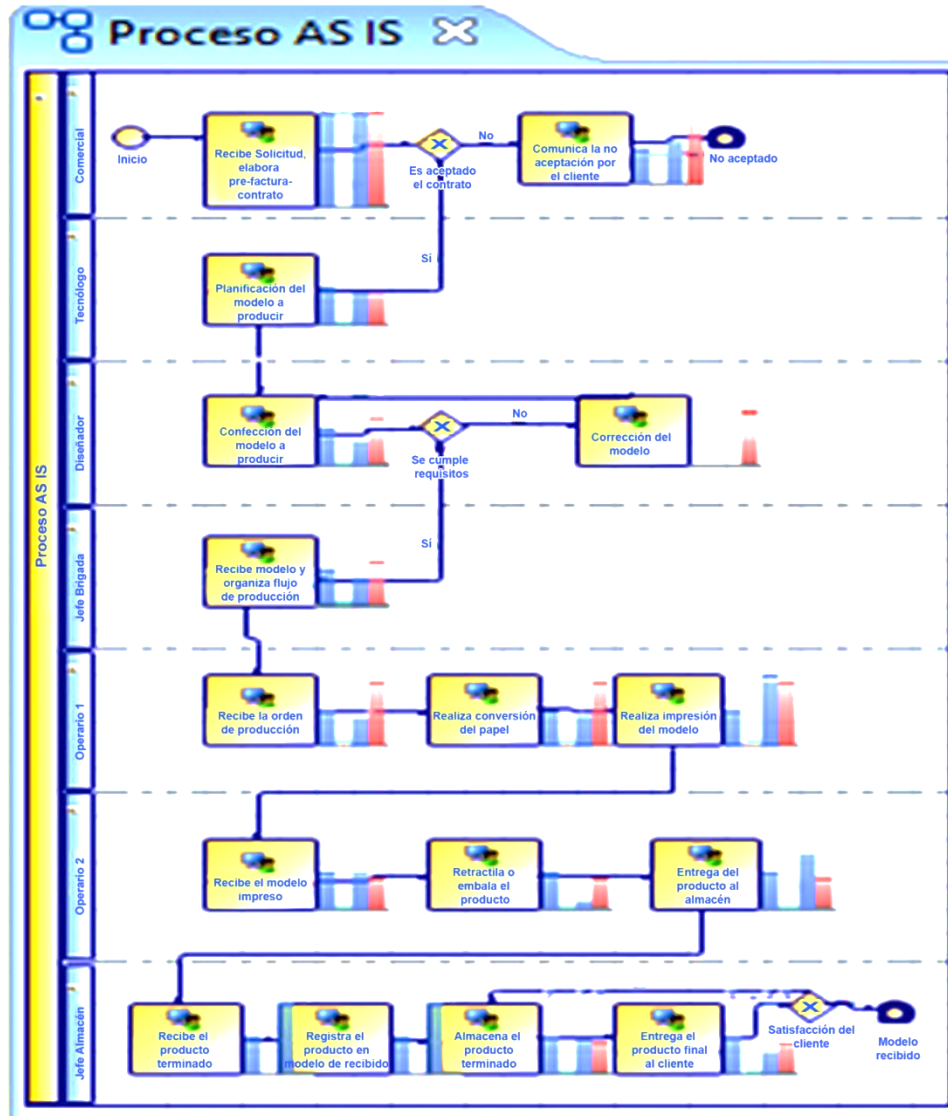 Proceso AS IS
Proceso AS IS
Comercial
Inicio
Recibe Solicitud,
elabora
pre-factura-
contrato
Es aceptado
el contrato
No
Comunica la no
aceptación por
el cliente
No aceptado
Sí
Tecnólogo
Planificación del
modelo a
producir
Diseñador
Confección del
modelo a
producir
Se cumple
requisitos
No
Corrección del
modelo
Sí
Jefe Brigada
Recibe modelo y
organiza flujo
de producción
Operario 1
Recibe la orden
de producción
Realiza conversión
del papel
Realiza impresión
del modelo
Operario 2
Recibe el modelo
impreso
Retractila o
embala el
producto
Entrega del
producto al
almacén
Jefe Almacén
Recibe el
producto
terminado
Registra el
producto en
modelo de recibido
Almacena el
producto
terminado
Entrega el
producto final
al cliente
Satisfacción del
cliente
Modelo
recibido